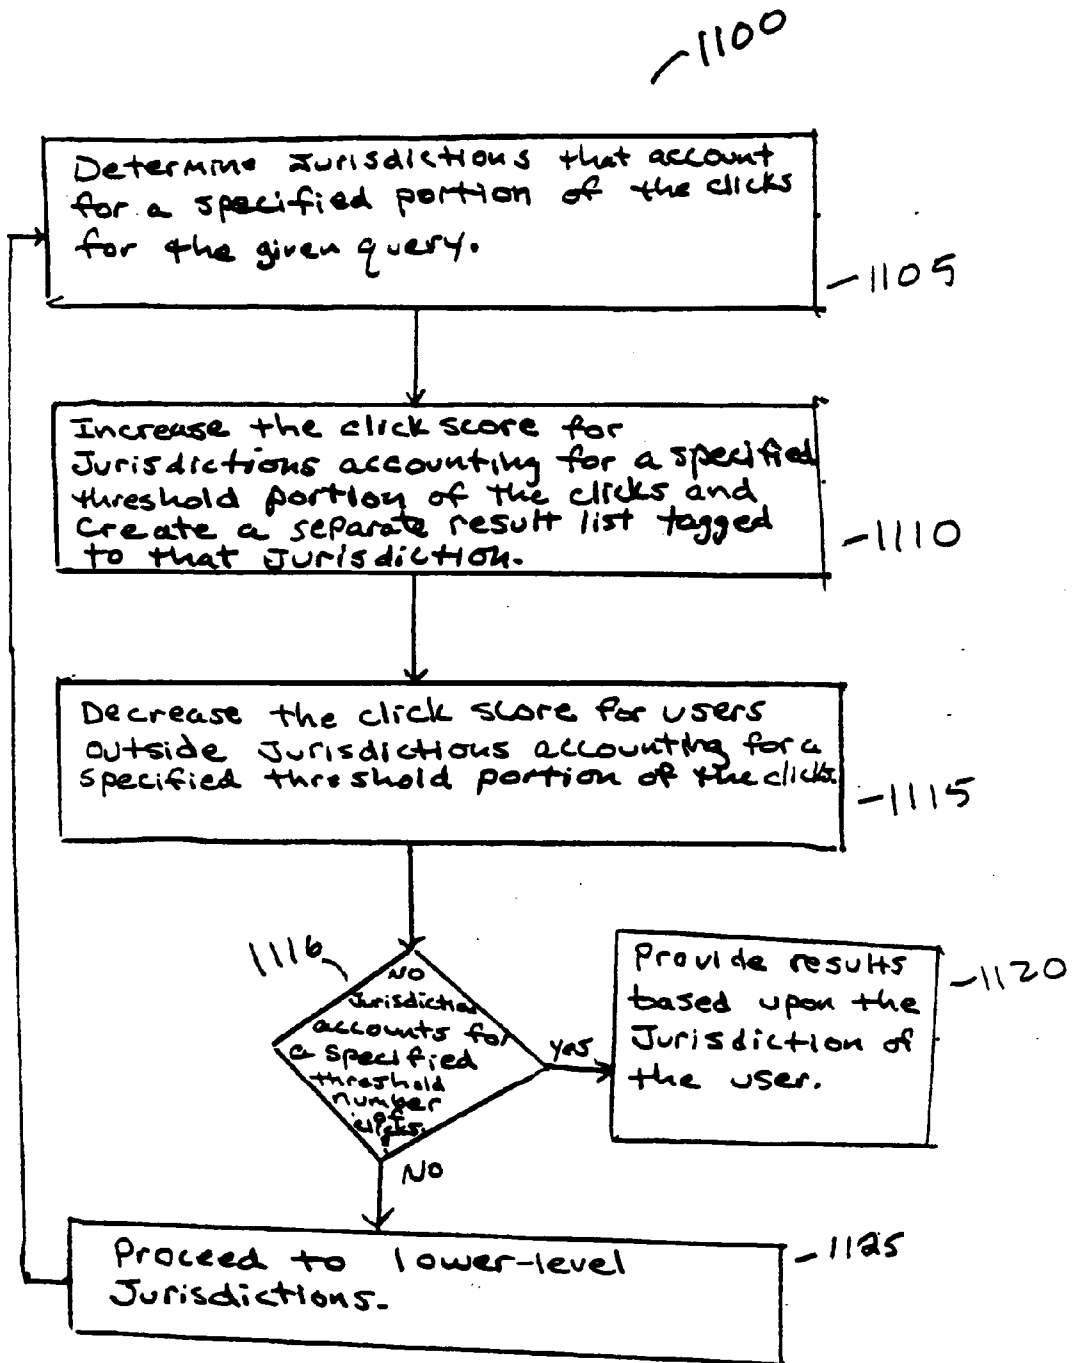 1100
Determine Jurisdictions that account
for a specified portion of the clicks
for the given query.
1105
Increase the click score for
Jurisdictions accounting for a specified
threshold portion of the clicks and
create a separate result list tagged
to that Jurisdiction.
1110
Decrease the click score for users
outside Jurisdictions accounting for a
specified threshold portion of the clicks.
1115
1116
NO
Jurisdiction
accounts for
a specified
threshold
number
of
clicks.
yes
NO
Provide results
based upon the
Jurisdiction of
the user.
1120
Proceed to lower-level
Jurisdictions.
1125